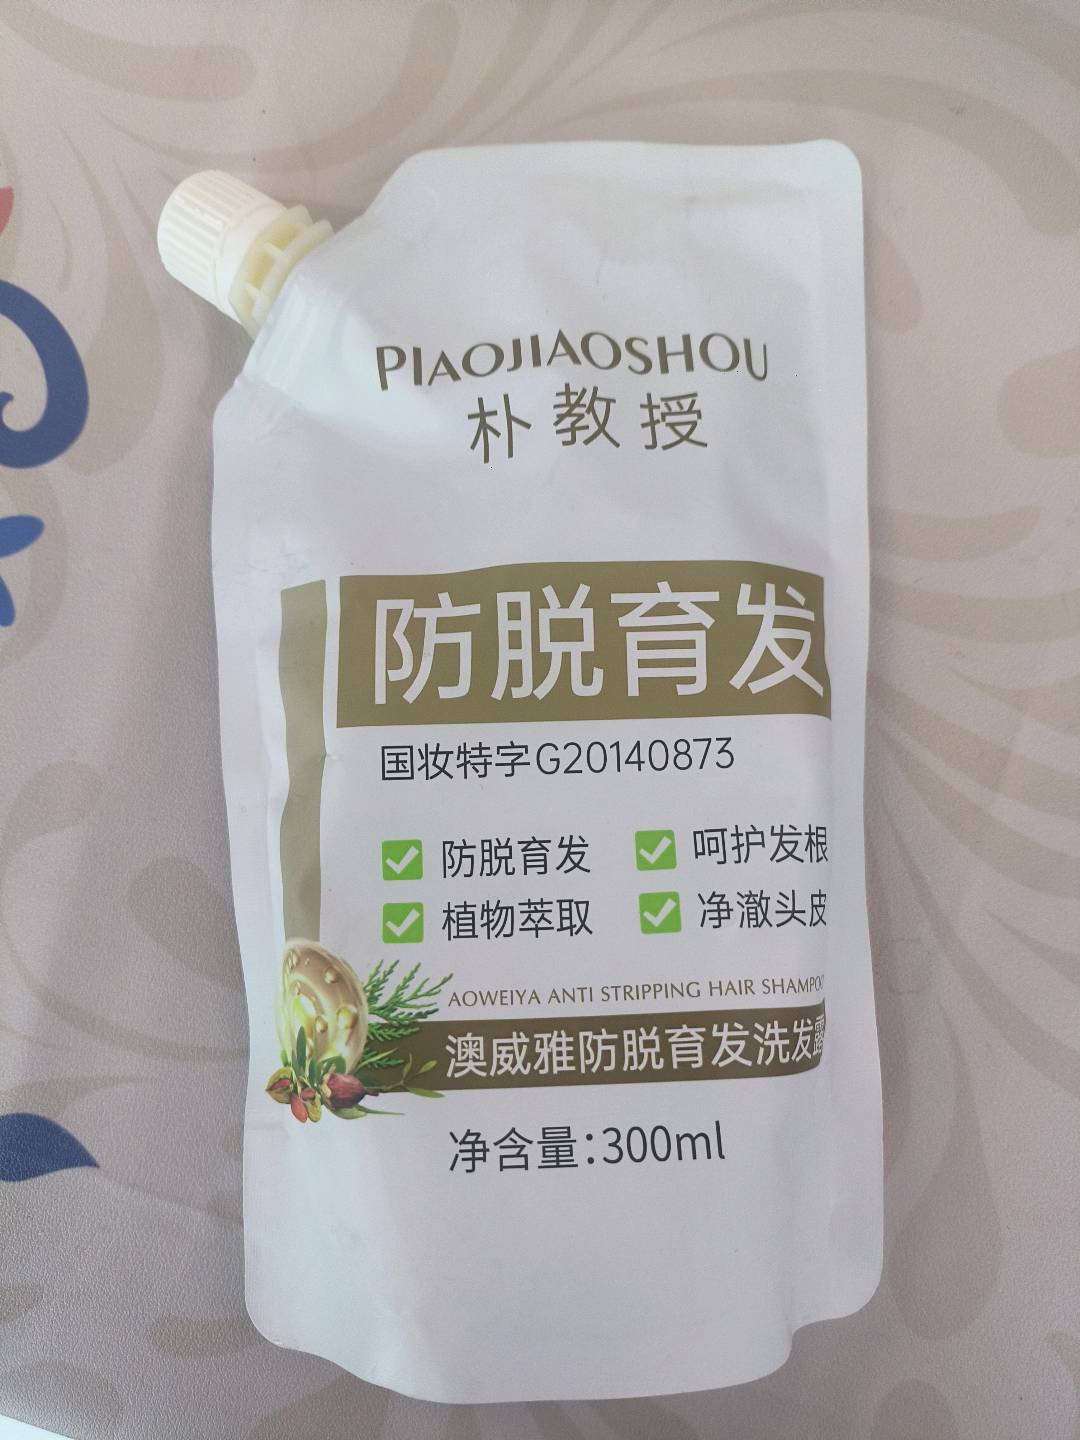 PIAOJIAOSHOU
朴教授
防脱育发
国妆特字G20140873
防脱育发 呵护发根
植物萃取 净澈头皮
AOWEIYA ANTI STRIPPING HAIR SHAMPOO
澳威雅防脱育发洗发露
净含量:300ml